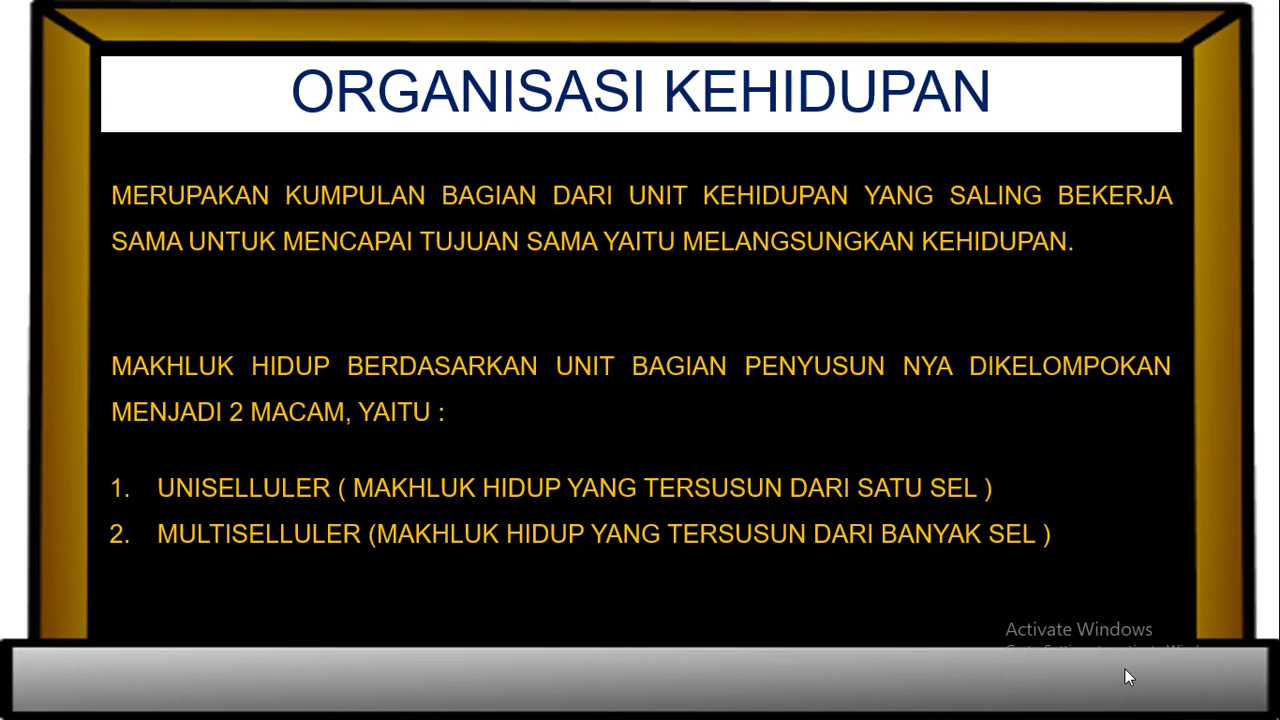 ORGANISASI KEHIDUPAN
MERUPAKAN KUMPULAN BAGIAN DARI UNIT KEHIDUPAN YANG SALING BEKERJA
SAMA UNTUK MENCAPAI TUJUAN SAMA YAITU MELANGSUNGKAN KEHIDUPAN.
MAKHLUK HIDUP BERDASARKAN UNIT BAGIAN PENYUSUN NYA DIKELOMPOKAN
MENJADI 2 MACAM, YAITU :
1. UNISELLULER ( MAKHLUK HIDUP YANG TERSUSUN DARI SATU SEL )
2. MULTISELLULER (MAKHLUK HIDUP YANG TERSUSUN DARI BANYAK SEL )
Activate Windows